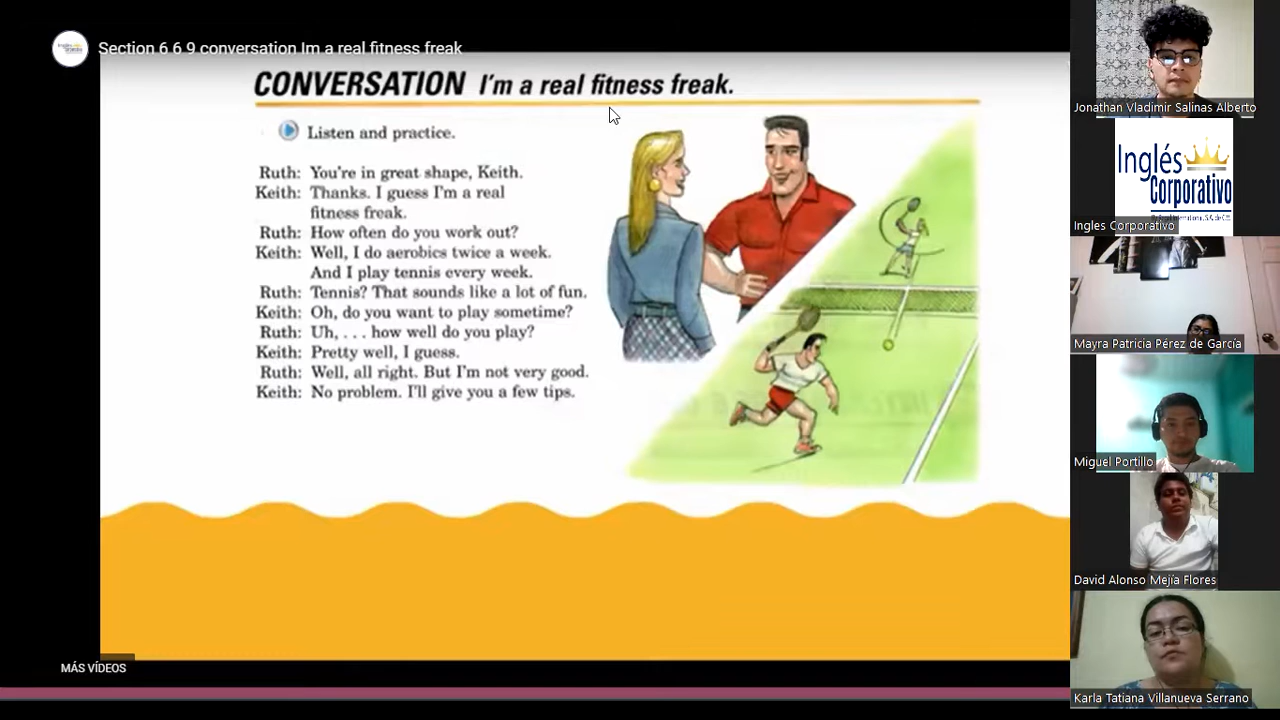 Section 6 6 9 conversation Im a real fitness freak
CONVERSATION I'm a real fitness freak.
Listen and practice.
Ruth: You're in great shape, Keith.
Keith: Thanks. I guess I'm a real
fitness freak.
Ruth: How often do you work out?
Keith: Well, I do aerobics twice a week.
And I play tennis every week.
Ruth: Tennis? That sounds like a lot of fun.
Keith: Oh, do you want to play sometime?
Ruth: Uh, . . . how well do you play?
Keith: Pretty well, I guess.
Ruth: Well, all right. But I'm not very good.
Keith: No problem. I'll give you a few tips.
MÁS VÍDEOS
Jonathan Vladimir Salinas Alberto
Inglés
Corporativo
Ingles Corporativo
Mayra Patricia Pérez de García
Miguel Portillo
David Alonso Mejía Flores
Karla Tatiana Villanueva Serrano